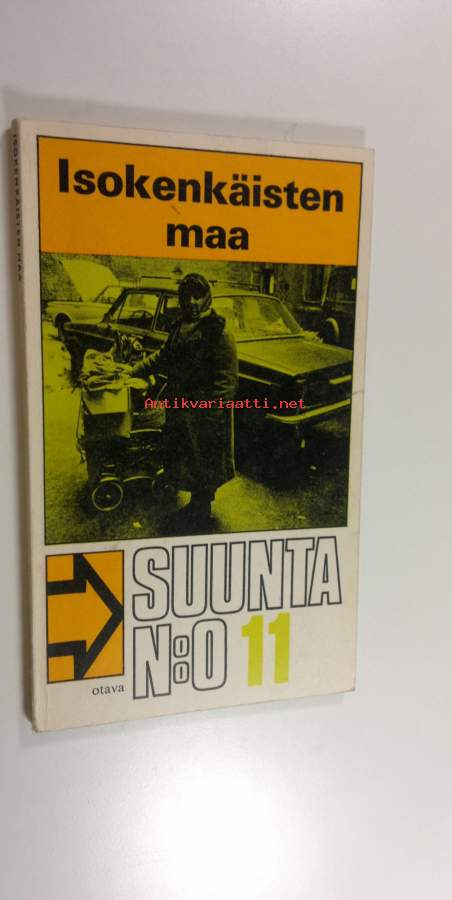 ISOKENKÄISTEN MAA
Isokenkäisten
maa
Antikvariaatti.net
SUUNTA
N:O 11
otava